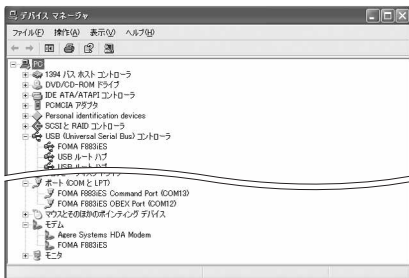 デバイス マネージャ
ファイル(F) 操作(A) 表示(V) ヘルプ(H)
PC
1394 バス ホスト コントローラ
DVD/CD-ROM ドライブ
IDE ATA/ATAPI コントローラ
PCMCIA アダプタ
Personal identification devices
SCSI と RAID コントローラ
USB (Universal Serial Bus) コントローラ
FOMA F883iES
USB ルート ハブ
USB ルート ハブ
ポート (COM と LPT)
FOMA F883iES Command Port (COM13)
FOMA F883iES OBEX Port (COM12)
マウスとそのほかのポインティング デバイス
モデム
Agere Systems HDA Modem
FOMA F883iES
モニタ